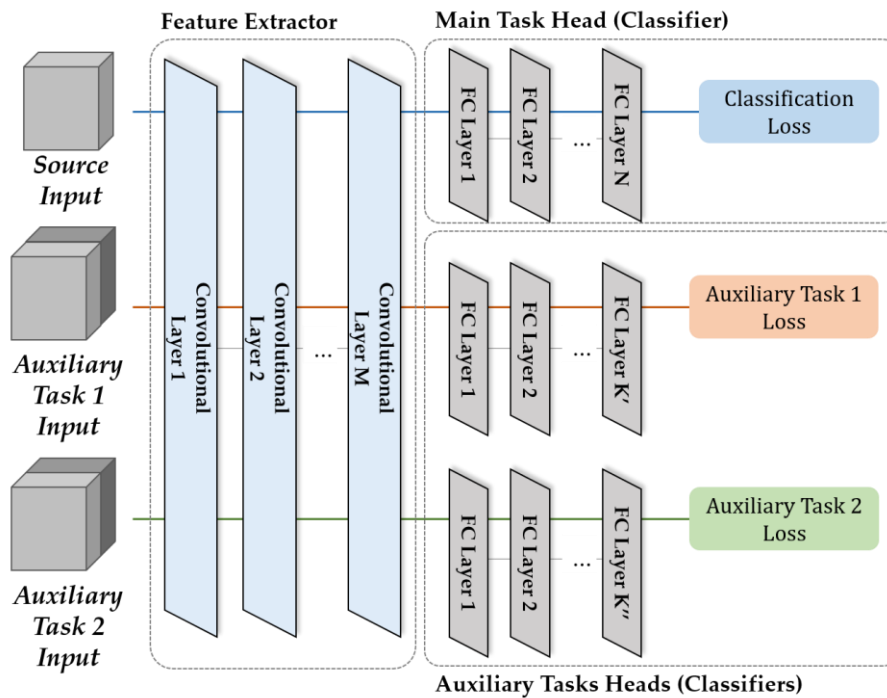 Feature Extractor
Main Task Head (Classifier)
Source
Input
Auxiliary
Task 1
Input
Auxiliary
Task 2
Input
Convolutional
Layer 1
Convolutional
Layer 2
...
Convolutional
Layer M
FC Layer 1
FC Layer 2
...
FC Layer N
Classification
Loss
FC Layer 1
FC Layer 2
...
FC Layer K'
Auxiliary Task 1
Loss
FC Layer 1
FC Layer 2
...
FC Layer K''
Auxiliary Task 2
Loss
Auxiliary Tasks Heads (Classifiers)